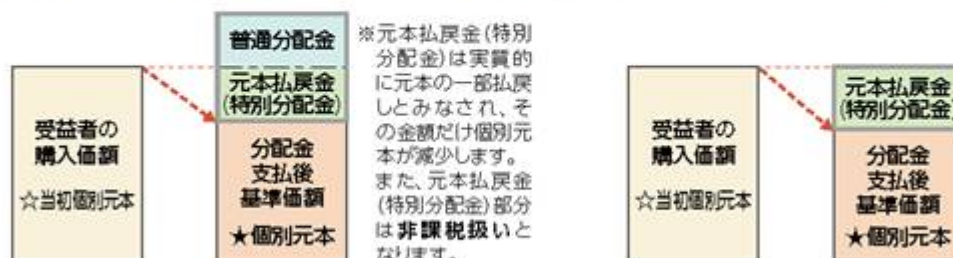 受益者の
購入価額
☆当初個別元本
普通分配金
元本払戻金
(特別分配金)
分配金
支払後
基準価額
★個別元本
※元本払戻金(特別
分配金)は実質的
に元本の一部払戻
しとみなされ、そ
の金額だけ個別元
本が減少します。
また、元本払戻金
(特別分配金)部分
は非課税扱いと
なります。
受益者の
購入価額
☆当初個別元本
元本払戻金
(特別分配金)
分配金
支払後
基準価額
★個別元本